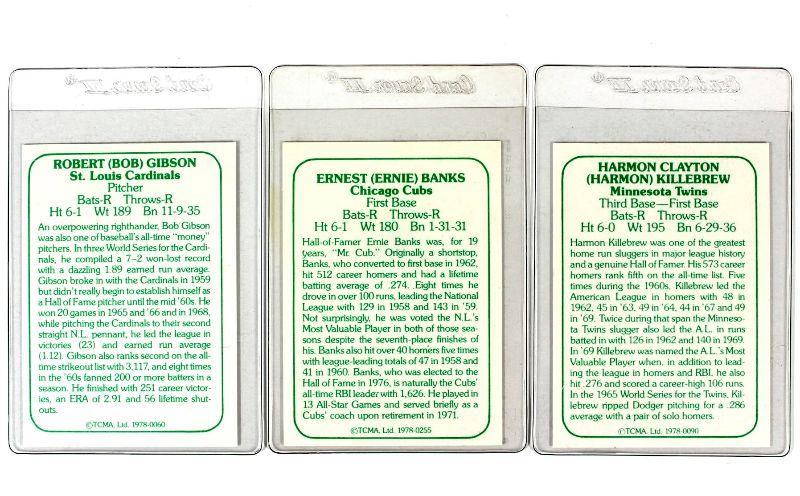 Card Saver II®
Card Saver II®
Card Saver II®
ROBERT (BOB) GIBSON
St. Louis Cardinals
Pitcher
Bats-R Throws-R
Ht 6-1 Wt 189 Bn 11-9-35
An overpowering righthander, Bob Gibson
was also one of baseball's all-time "money"
pitchers. In three World Series for the Cardi-
nals, he compiled a 7–2 won-lost record
with a dazzling 1.89 earned run average.
Gibson broke in with the Cardinals in 1959
but didn't really begin to establish himself as
a Hall of Fame pitcher until the mid '60s. He
won 20 games in 1965 and '66 and in 1968,
while pitching the Cardinals to their second
straight N.L. pennant, he led the league in
victories (23) and earned run average
(1.12). Gibson also ranks second on the all-
time strikeout list with 3,117, and eight times
in the '60s fanned 200 or more batters in a
season. He finished with 251 career victor-
ies, an ERA of 2.91 and 56 lifetime shut-
outs.
©TCMA, Ltd. 1978-0060
ERNEST (ERNIE) BANKS
Chicago Cubs
First Base
Bats-R Throws-R
Ht 6-1 Wt 180 Bn 1-31-31
Hall-of-Famer Ernie Banks was, for 19
years, "Mr. Cub." Originally a shortstop,
Banks, who converted to first base in 1962,
hit 512 career homers and had a lifetime
batting average of .274. Eight times he
drove in over 100 runs, leading the National
League with 129 in 1958 and 143 in '59.
Not surprisingly, he was voted the N.L.'s
Most Valuable Player in both of those sea-
sons despite the seventh-place finishes of
his. Banks also hit over 40 homers five times
with league-leading totals of 47 in 1958 and
41 in 1960. Banks, who was elected to the
Hall of Fame in 1976, is naturally the Cubs'
all-time RBI leader with 1,626. He played in
13 All-Star Games and served briefly as a
Cubs' coach upon retirement in 1971.
©TCMA, Ltd. 1978-0255
HARMON CLAYTON
(HARMON) KILLEBREW
Minnesota Twins
Third Base—First Base
Bats-R Throws-R
Ht 6-0 Wt 195 Bn 6-29-36
Harmon Killebrew was one of the greatest
home run sluggers in major league history
and a genuine Hall of Famer. His 573 career
homers rank fifth on the all-time list. Five
times during the 1960s. Killebrew led the
American League in homers with 48 in
1962, 45 in '63, 49 in '64, 44 in '67 and 49
in '69. Twice during that span the Minneso-
ta Twins slugger also led the A.L. in runs
batted in with 126 in 1962 and 140 in 1969.
In '69 Killebrew was named the A.L.'s Most
Valuable Player when, in addition to lead-
ing the league in homers and RBI. he also
hit .276 and scored a career-high 106 runs.
In the 1965 World Series for the Twins, Kil-
lebrew ripped Dodger pitching for a .286
average with a pair of solo homers.
©TCMA, Ltd. 1978-0090